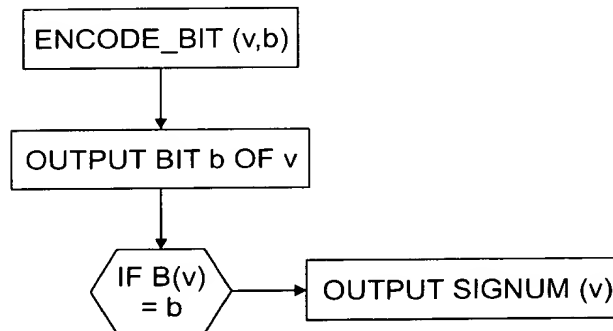 ENCODE_BIT (v,b)
OUTPUT BIT b OF v
IF B(v)
= b
OUTPUT SIGNUM (v)